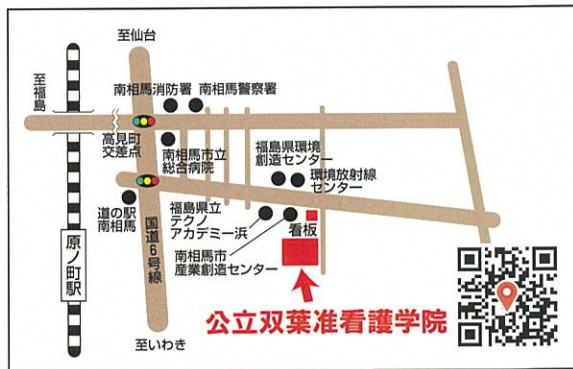 至仙台
至福島
南相馬消防署
南相馬警察署
高見町
交差点
南相馬市立
総合病院
福島県環境
創造センター
環境放射線
センター
道の駅
南相馬
国道6号線
福島県立
テクノ
アカデミー浜
看板
南相馬市
産業創造センター
原ノ町駅
公立双葉准看護学院
至いわき